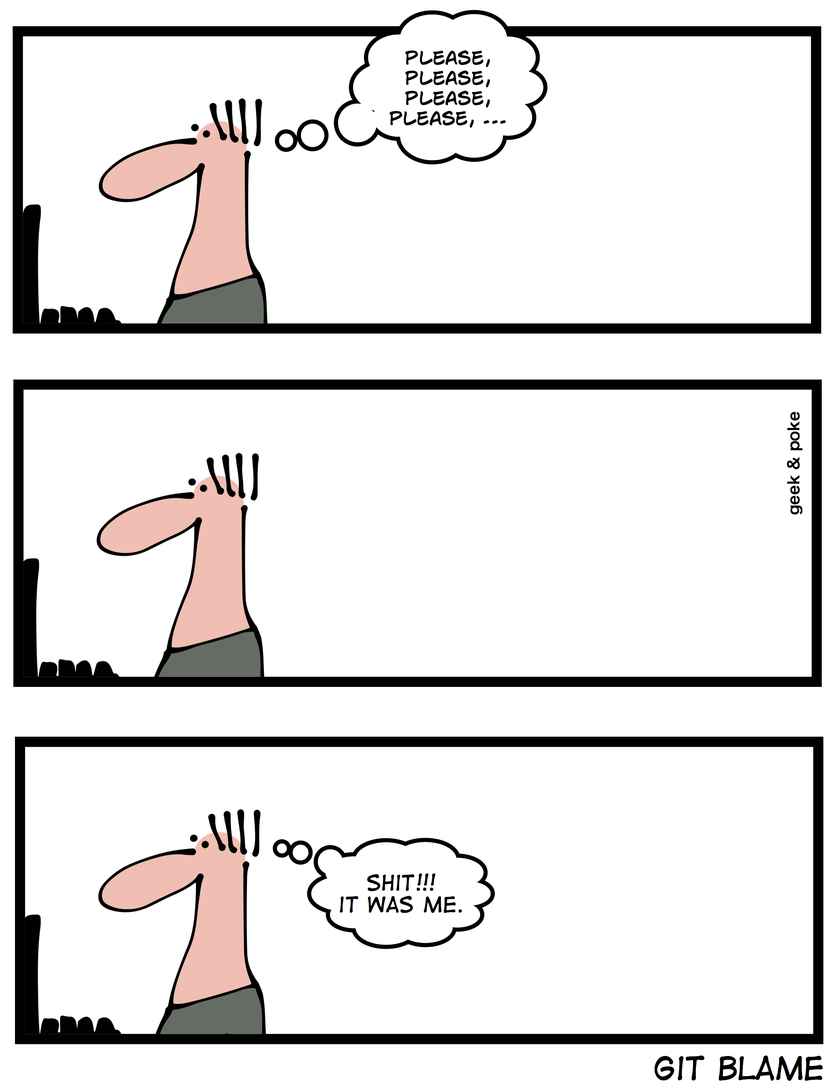 PLEASE,
PLEASE,
PLEASE,
PLEASE, ...
geek & poke
SHIT!!!
IT WAS ME.
GIT BLAME